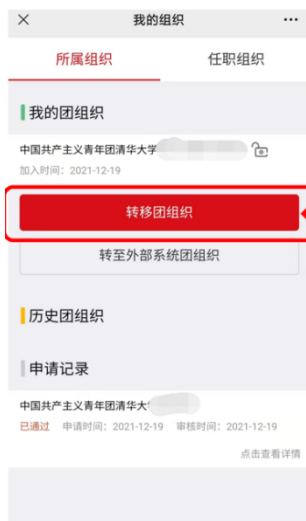 我的组织
所属组织
任职组织
我的团组织
中国共产主义青年团清华大学
加入时间：2021-12-19
转移团组织
转至外部系统团组织
历史团组织
申请记录
中国共产主义青年团清华大
已通过 申请时间：2021-12-19 审核时间：2021-12-19
点击查看详情